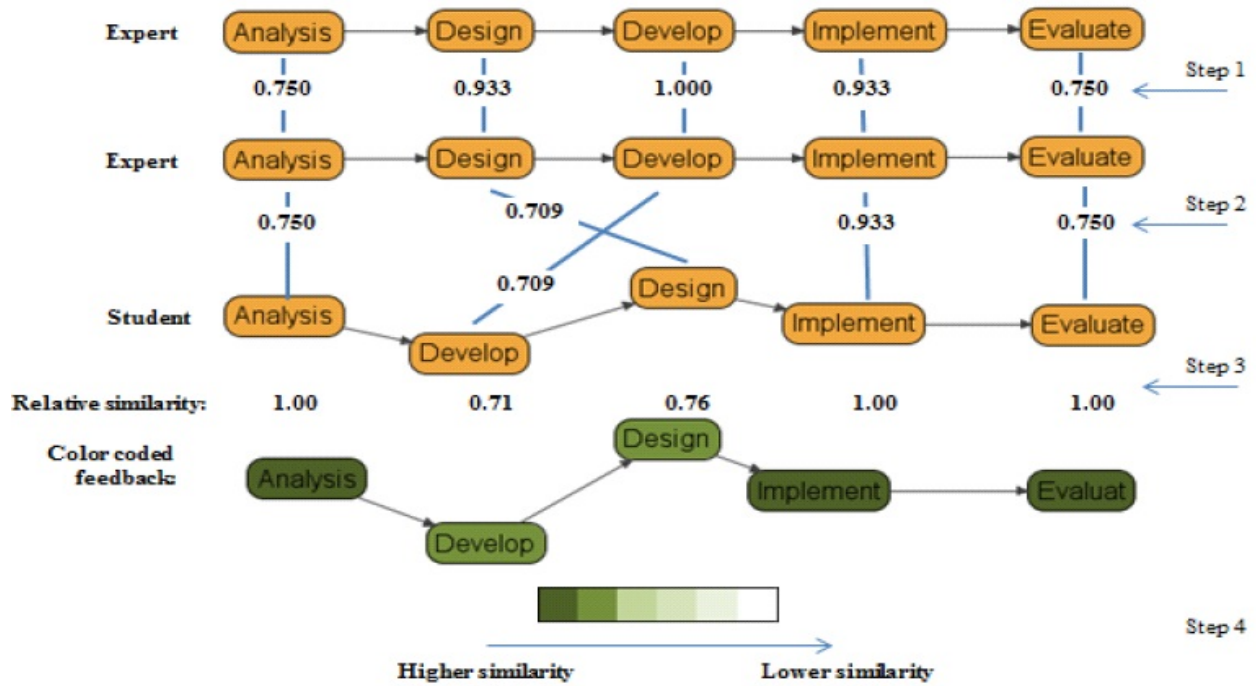 Expert Analysis Design Develop Implement Evaluate
Step 1
0.750 0.933 1.000 0.933 0.750
Expert Analysis Design Develop Implement Evaluate
Step 2
0.750 0.709 0.933 0.750
0.709
Design
Student Analysis Implement Evaluate
Develop
Step 3
Relative similarity: 1.00 0.71 0.76 1.00 1.00
Design
Color coded
feedback: Analysis Implement Evaluat
Develop
Step 4
Higher similarity Lower similarity